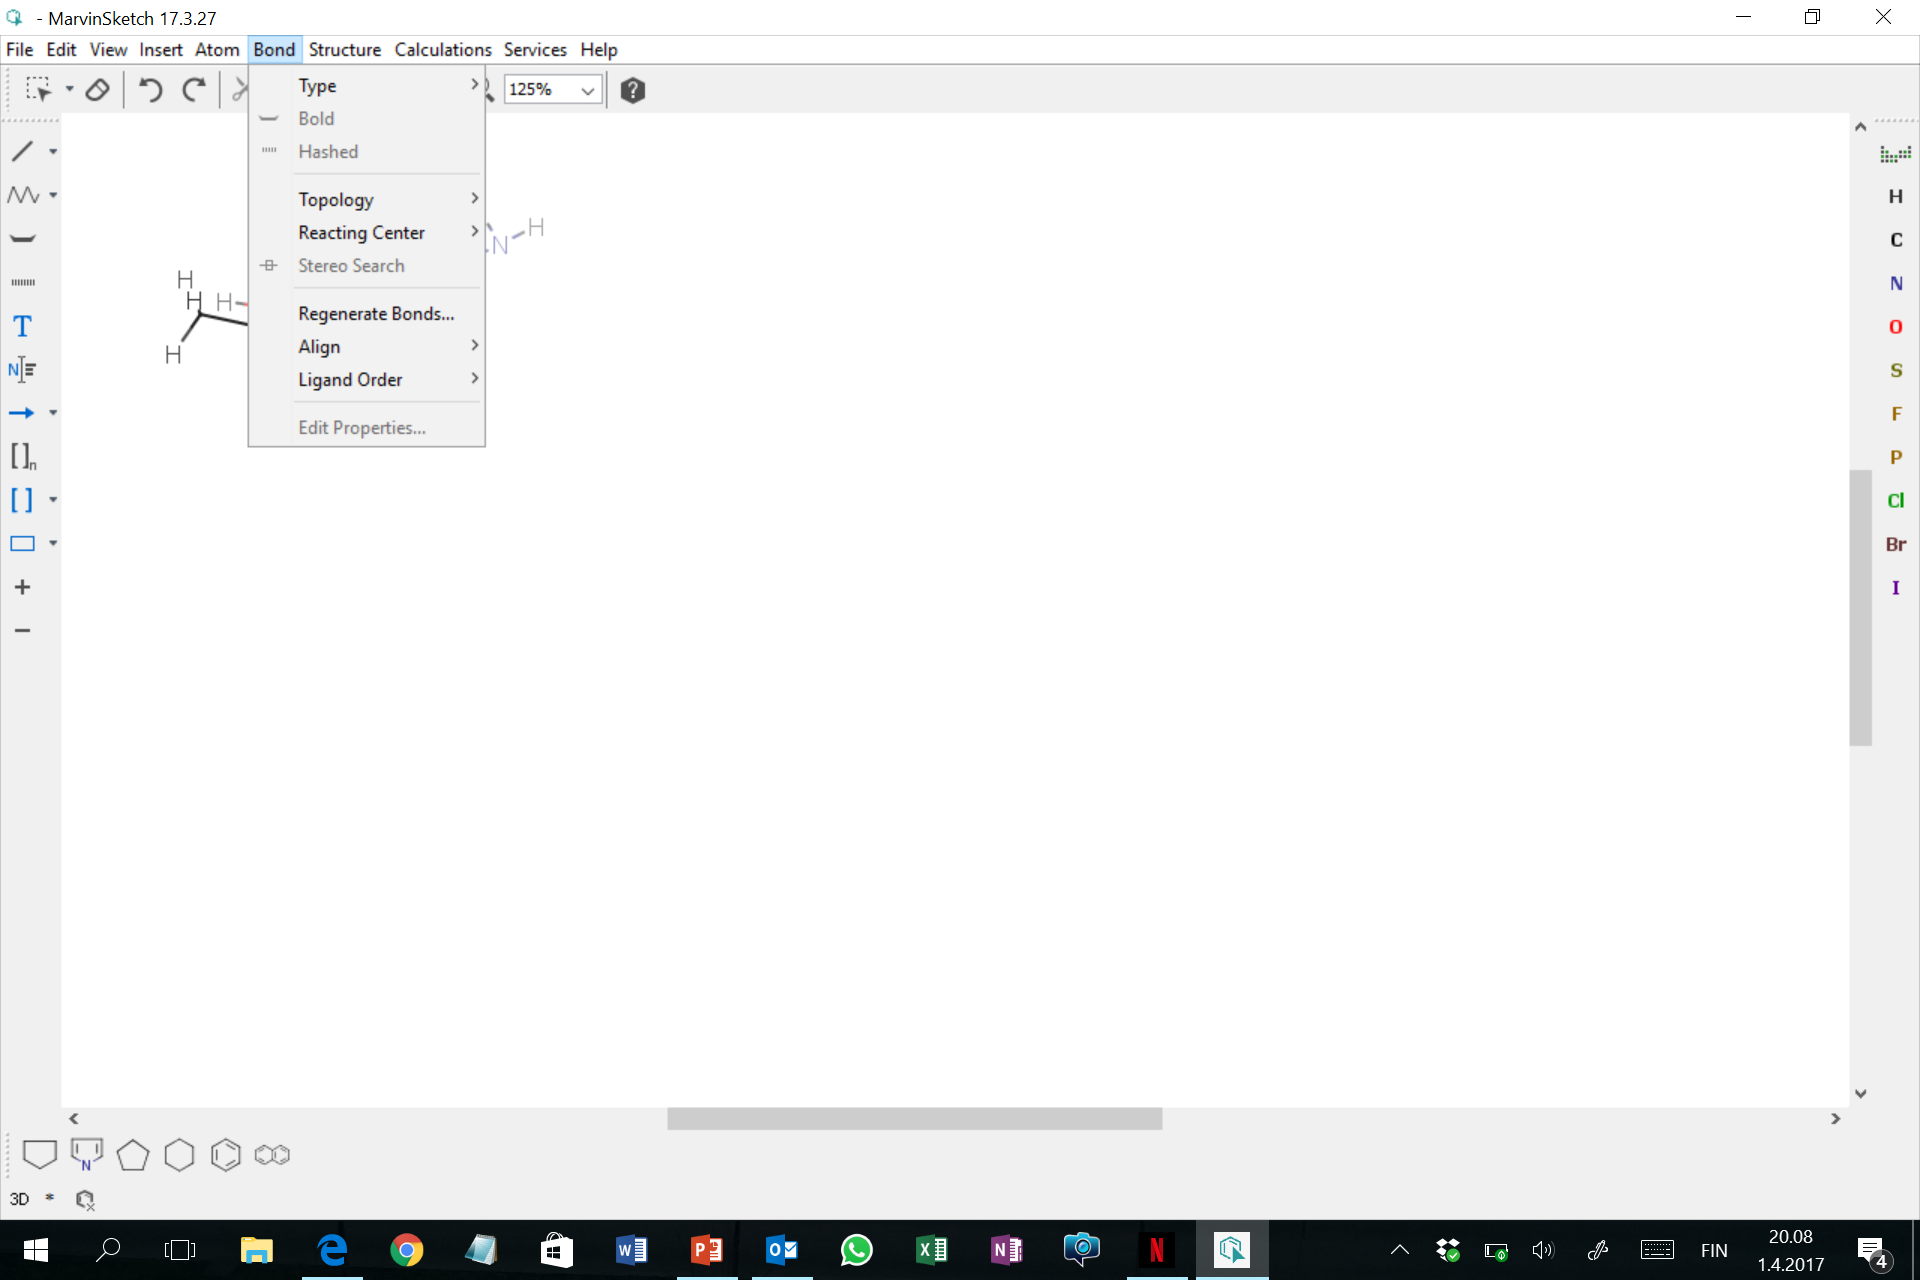 - MarvinSketch 17.3.27
File Edit View Insert Atom Bond Structure Calculations Services Help
125%
Type
Bold
Hashed
Topology
Reacting Center
Stereo Search
Regenerate Bonds...
Align
Ligand Order
Edit Properties...
H
N
H
H H
H
T
N
n
H
C
N
O
S
F
P
Cl
Br
I
N
3D *
FIN
20.08
1.4.2017
4